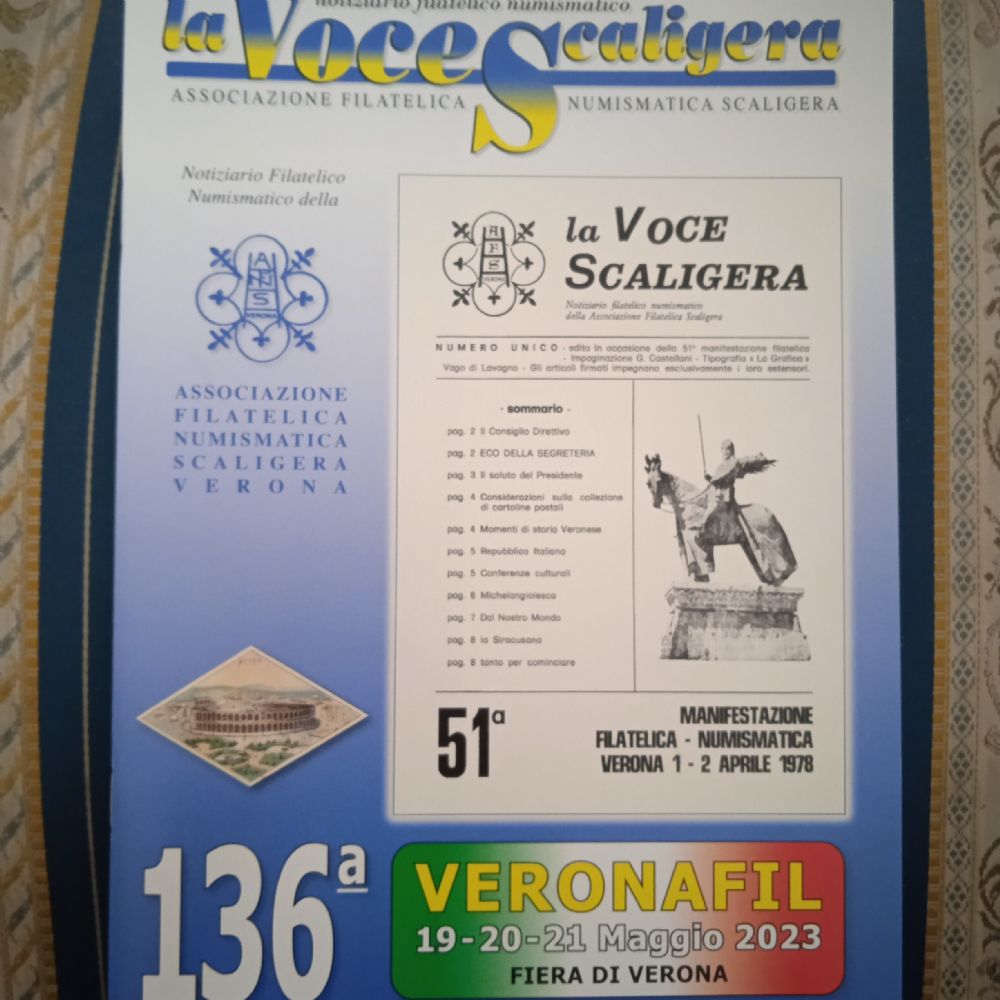 notiziario filatelico numismatico
la Voce Scaligera
ASSOCIAZIONE FILATELICA NUMISMATICA SCALIGERA
Notiziario Filatelico
Numismatico della
A
N
S
VERONA
ASSOCIAZIONE
FILATELICA
NUMISMATICA
SCALIGERA
VERONA
A
F
S
VERONA
la VOCE
SCALIGERA
Notiziario filatelico numismatico
della Associazione Filatelica Scaligera
NUMERO UNICO - edito in occasione della 51ª manifestazione filatelica
- Impaginazione G. Castellani - Tipografia « La Grafica »
Vago di Lavagno - Gli articoli firmati impegnano esclusivamente i loro estensori.
- sommario -
pag. 2 Il Consiglio Direttivo
pag. 2 ECO DELLA SEGRETERIA
pag. 3 Il saluto del Presidente
pag. 4 Considerazioni sulla collezione
di cartoline postali
pag. 4 Momenti di storia Veronese
pag. 5 Repubblica Italiana
pag. 5 Conferenze culturali
pag. 6 Michelangiolesca
pag. 7 Dal Nostro Mondo
pag. 8 la Siracusana
pag. 8 tanto per cominciare
51ª
MANIFESTAZIONE
FILATELICA - NUMISMATICA
VERONA 1 - 2 APRILE 1978
136ª
VERONAFIL
19-20-21 Maggio 2023
FIERA DI VERONA